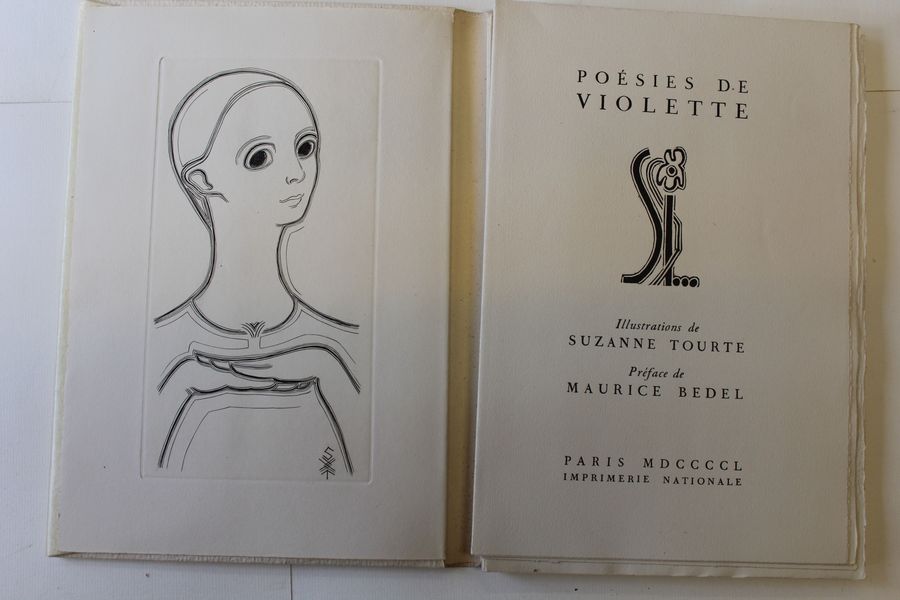 POÉSIES DE
VIOLETTE
Illustrations de
SUZANNE TOURTE
Préface de
MAURICE BEDEL
PARIS MDCCCCL
IMPRIMERIE NATIONALE